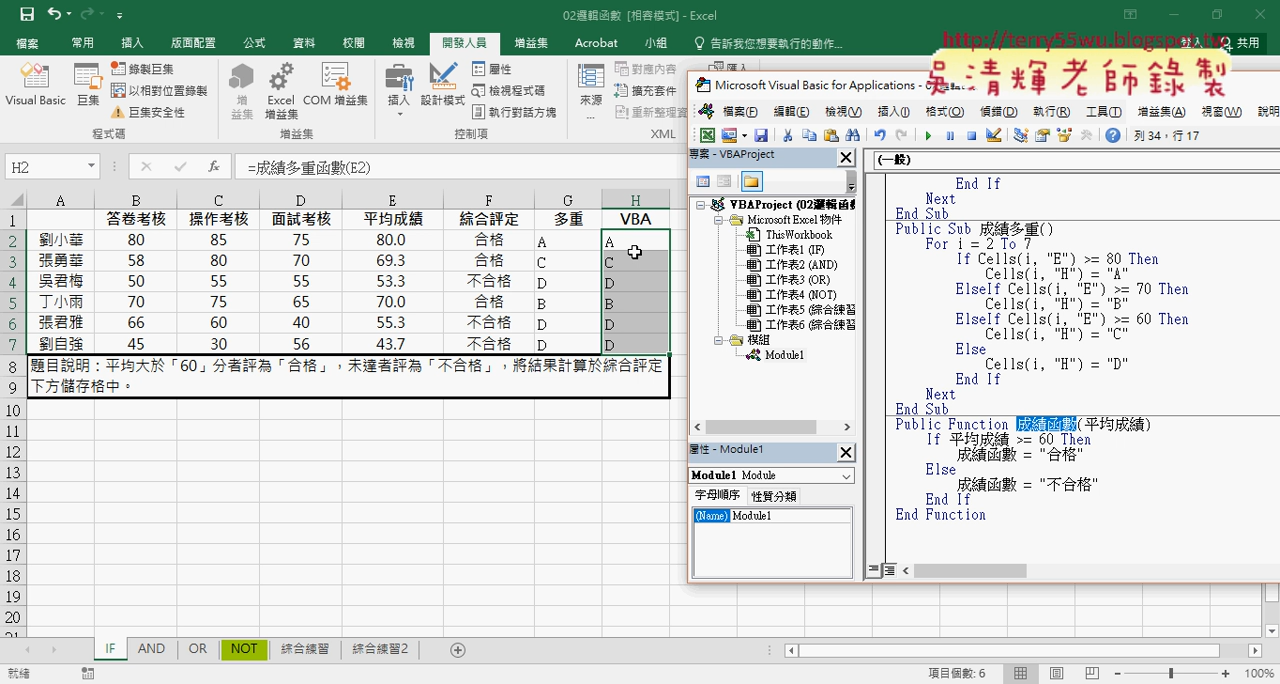 02邏輯函數 [相容模式] - Excel
檔案 常用 插入 版面配置 公式 資料 校閱 檢視 開發人員 增益集 Acrobat 小組 告訴我您想要執行的動作... 登入 共用
http://terry55wu.blogspot.tw
吳清輝老師錄製
Visual Basic 巨集 錄製巨集 以相對位置錄製 巨集安全性
增益集 Excel 增益集 COM 增益集
插入 設計模式 屬性 檢視程式碼 執行對話方塊
來源... 對應內容 擴充套件 重新整理資 匯入
程式碼 增益集 控制項 XML
H2 fx =成績多重函數(E2)
A B C D E F G H
1 答卷考核 操作考核 面試考核 平均成績 綜合評定 多重 VBA
2 劉小華 80 85 75 80.0 合格 A A
3 張勇華 58 80 70 69.3 合格 C C
4 吳君梅 50 55 55 53.3 不合格 D D
5 丁小雨 70 75 65 70.0 合格 B B
6 張君雅 66 60 40 55.3 不合格 D D
7 劉自強 45 30 56 43.7 不合格 D D
8 題目說明：平均大於「60」分者評為「合格」，未達者評為「不合格」，將結果計算於綜合評定
9 下方儲存格中。
10
11
12
13
14
15
16
17
18
19
20
Microsoft Visual Basic for Applications - 0
檔案(F) 編輯(E) 檢視(V) 插入(I) 格式(O) 偵錯(D) 執行(R) 工具(T) 增益集(A) 視窗(W) 說明
列 34，行 17
專案 - VBAProject
VBAProject (02邏輯函數
Microsoft Excel 物件
ThisWorkbook
工作表1 (IF)
工作表2 (AND)
工作表3 (OR)
工作表4 (NOT)
工作表5 (綜合練習
工作表6 (綜合練習
模組
Module1
屬性 - Module1
Module1 Module
字母順序 性質分類
(Name) Module1
(一般)
End If
Next
End Sub
Public Sub 成績多重()
For i = 2 To 7
If Cells(i, "E") >= 80 Then
Cells(i, "H") = "A"
ElseIf Cells(i, "E") >= 70 Then
Cells(i, "H") = "B"
ElseIf Cells(i, "E") >= 60 Then
Cells(i, "H") = "C"
Else
Cells(i, "H") = "D"
End If
Next
End Sub
Public Function 成績函數(平均成績)
If 平均成績 >= 60 Then
成績函數 = "合格"
Else
成績函數 = "不合格"
End If
End Function
IF AND OR NOT 綜合練習 綜合練習2
就緒 項目個數: 6 100%